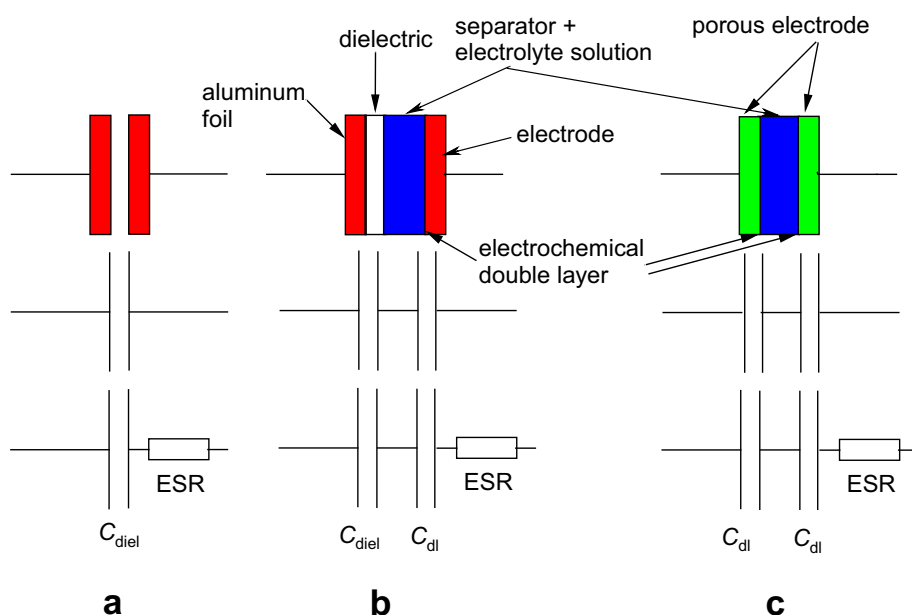 dielectric
separator +
electrolyte solution
porous electrode
aluminum
foil
electrode
electrochemical
double layer
ESR
ESR
ESR
C_diel
C_diel
C_dl
C_dl
C_dl
a
b
c